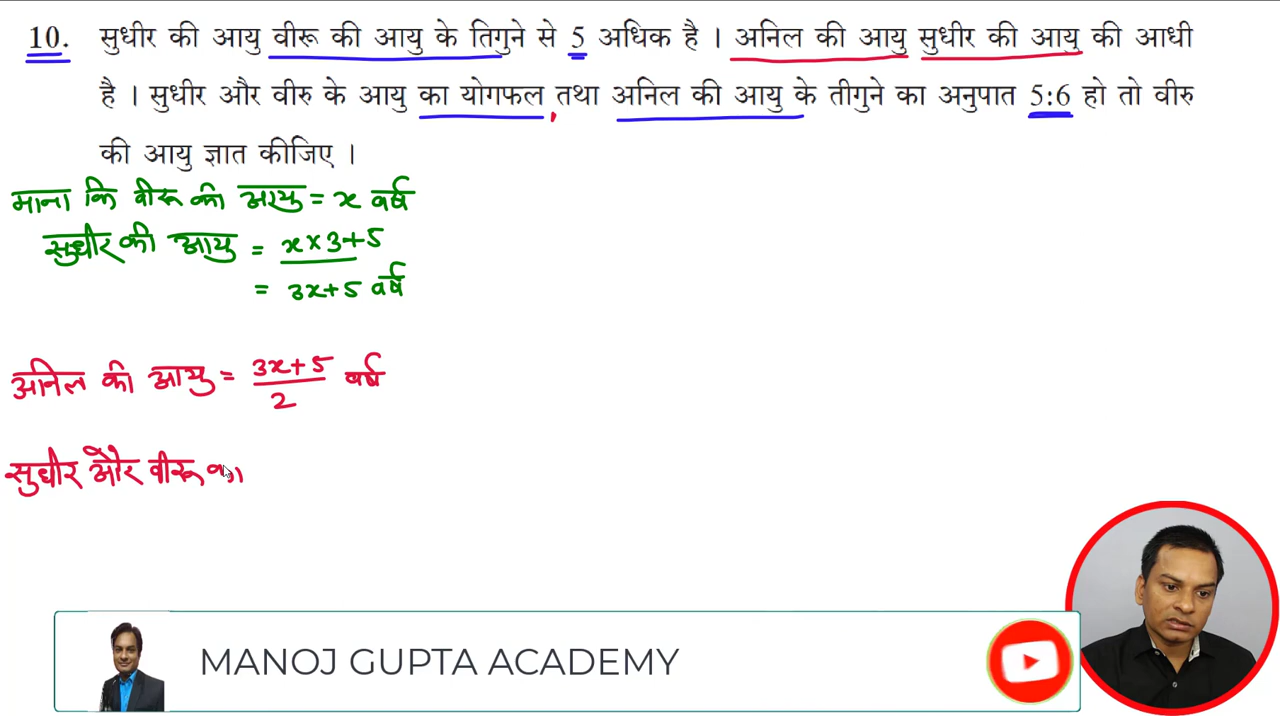 10. सुधीर की आयु वीरू की आयु के तिगुने से 5 अधिक है । अनिल की आयु सुधीर की आयु की आधी
है । सुधीर और वीरु के आयु का योगफल तथा अनिल की आयु के तीगुने का अनुपात 5:6 हो तो वीरु
की आयु ज्ञात कीजिए ।
माना कि वीरू की आयु = x वर्ष
सुधीर की आयु = x × 3 + 5
= 3x + 5 वर्ष
अनिल की आयु = (3x + 5)/2 वर्ष
सुधीर और वीरू का
MANOJ GUPTA ACADEMY